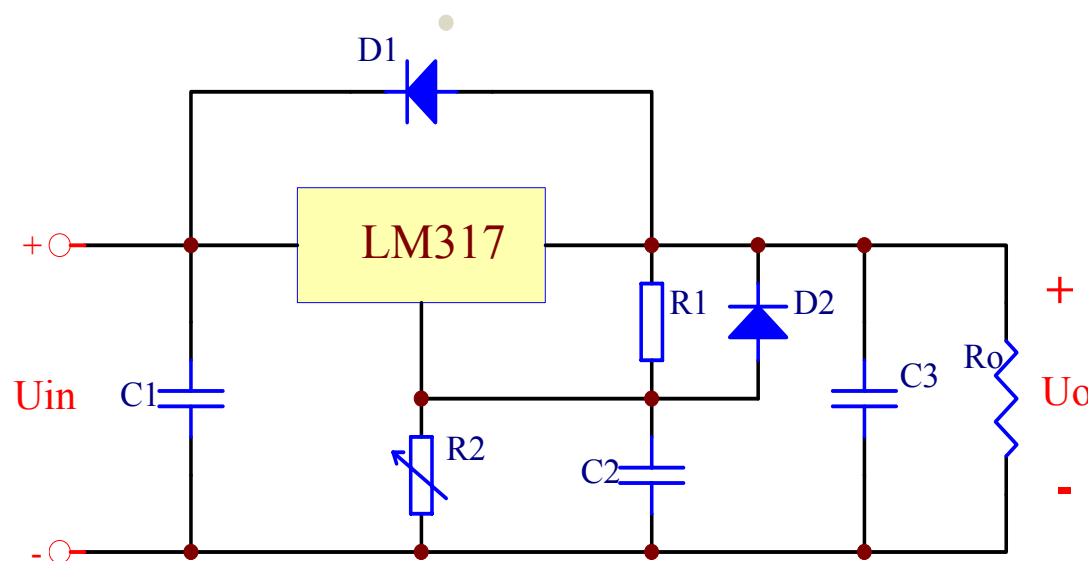 D1
LM317
+
+
R1
D2
Ro
C3
Uin
C1
Uo
R2
C2
-
-